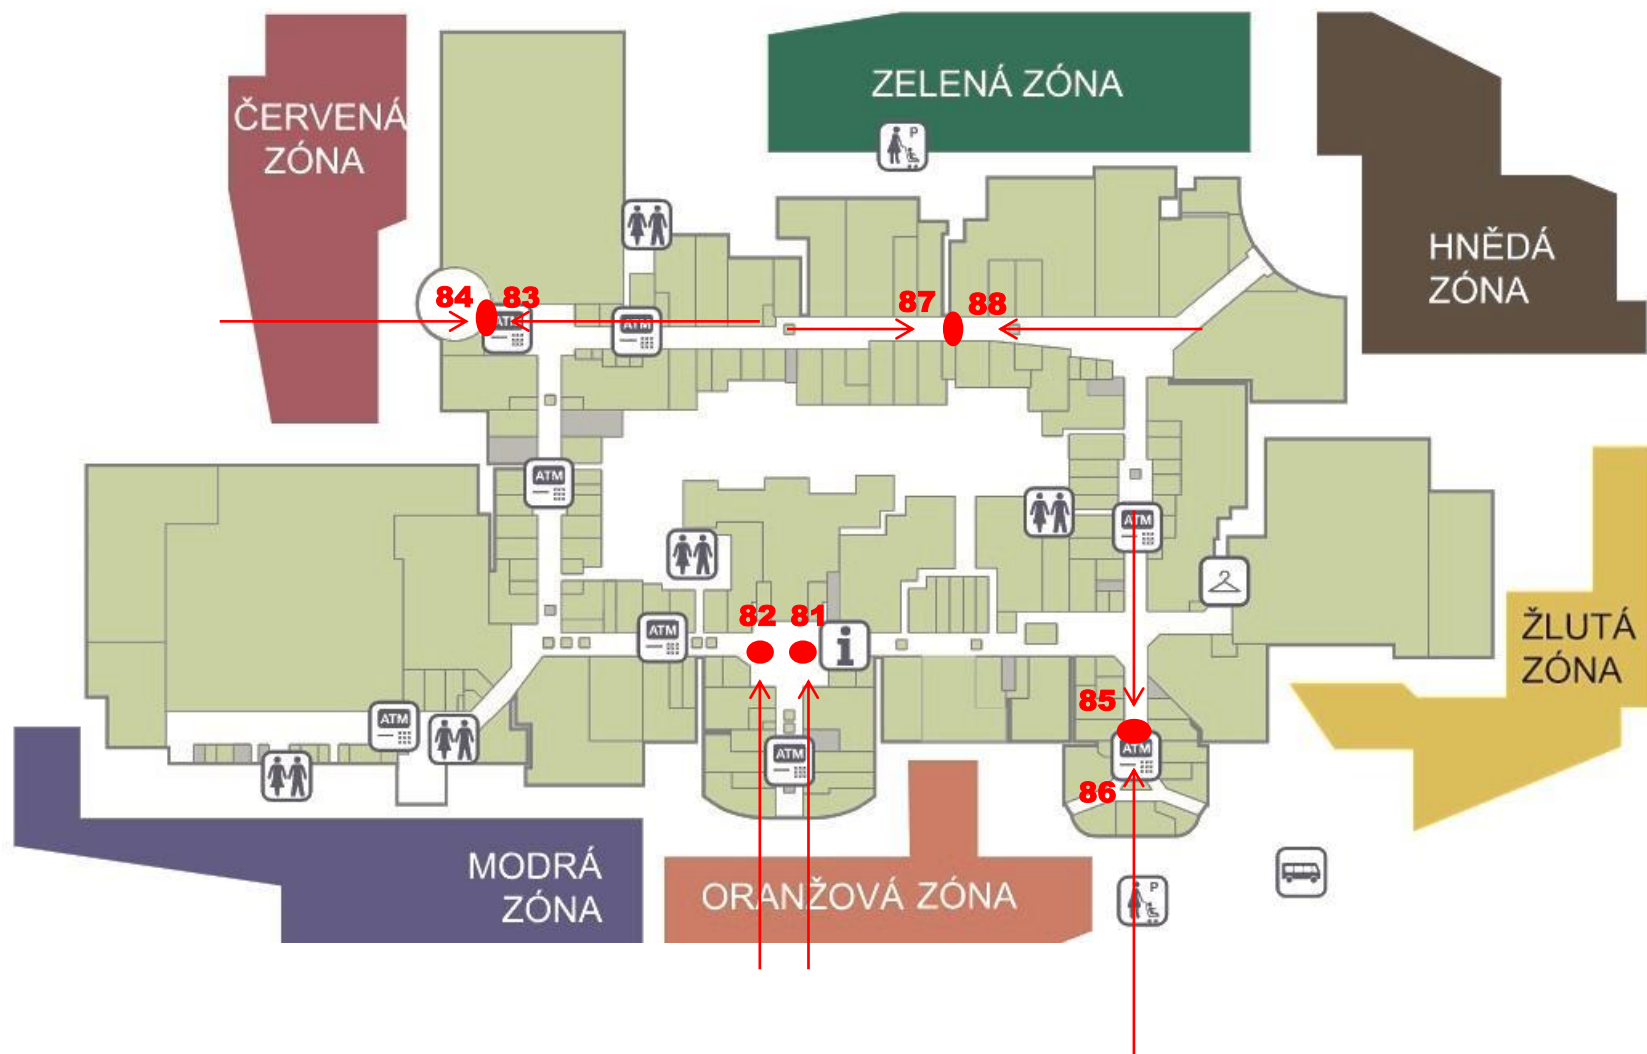 ČERVENÁ
ZÓNA
ZELENÁ ZÓNA
P
HNĚDÁ
ZÓNA
84
83
87
88
ATM
ATM
ATM
ATM
82
81
ATM
i
ŽLUTÁ
ZÓNA
85
ATM
ATM
ATM
86
MODRÁ
ZÓNA
ORANŽOVÁ ZÓNA
P